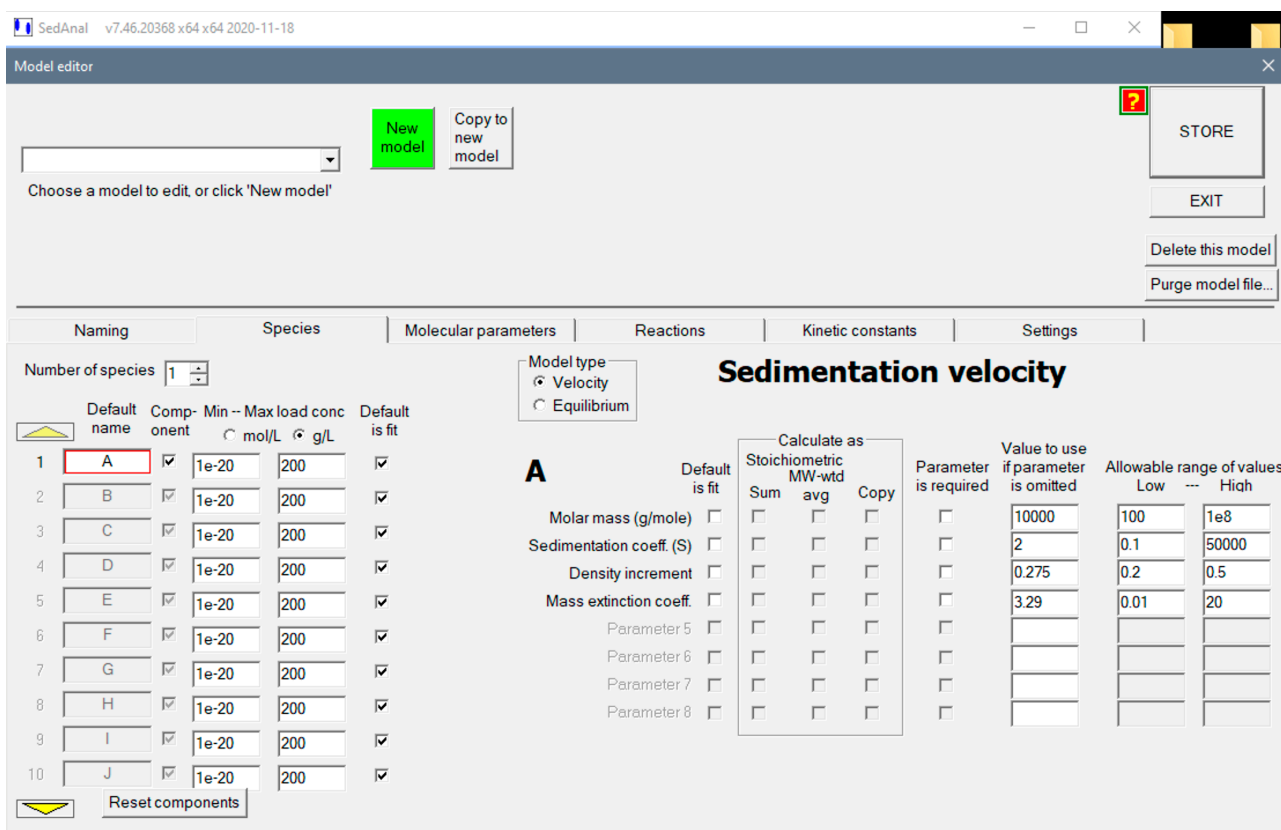 SedAnal v7.46.20368 x64 x64 2020-11-18
Model editor
New model
Copy to new model
?
STORE
Choose a model to edit, or click 'New model'
EXIT
Delete this model
Purge model file...
Naming Species Molecular parameters Reactions Kinetic constants Settings
Number of species 1
Model type
Velocity
Equilibrium
Sedimentation velocity
Default name Comp-onent Min -- Max load conc Default is fit
mol/L g/L
1 A 1e-20 200
2 B 1e-20 200
3 C 1e-20 200
4 D 1e-20 200
5 E 1e-20 200
6 F 1e-20 200
7 G 1e-20 200
8 H 1e-20 200
9 I 1e-20 200
10 J 1e-20 200
Reset components
A
Default is fit
Calculate as
Stoichiometric
Sum MW-wtd avg Copy
Parameter is required
Value to use if parameter is omitted
Allowable range of values
Low --- High
Molar mass (g/mole) 10000 100 1e8
Sedimentation coeff. (S) 2 0.1 50000
Density increment 0.275 0.2 0.5
Mass extinction coeff. 3.29 0.01 20
Parameter 5
Parameter 6
Parameter 7
Parameter 8